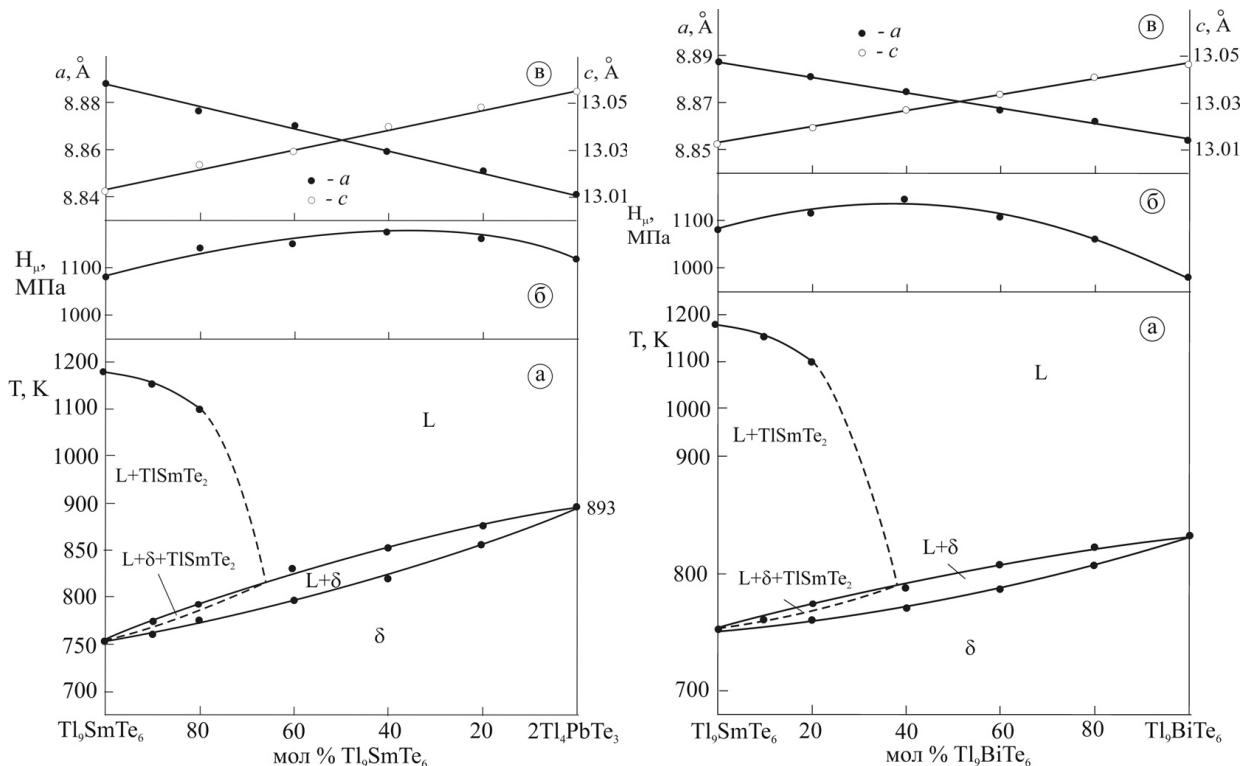 a, Å
в
c, Å
8.88
8.86
8.84
13.05
13.03
13.01
- a
- c
Hμ,
МПа
1100
1000
б
T, K
1200
1100
1000
900
850
800
750
700
а
L
L+TlSmTe₂
L+δ+TlSmTe₂
L+δ
δ
893
Tl₉SmTe₆
80
60
40
20
2Tl₄PbTe₃
мол % Tl₉SmTe₆
a, Å
- a
- c
в
c, Å
8.89
8.87
8.85
13.05
13.03
13.01
Hμ,
МПа
1100
1000
б
T, K
1200
1100
1000
900
800
700
а
L
L+TlSmTe₂
L+δ
L+δ+TlSmTe₂
δ
Tl₉SmTe₆
20
40
60
80
Tl₉BiTe₆
мол % Tl₉BiTe₆